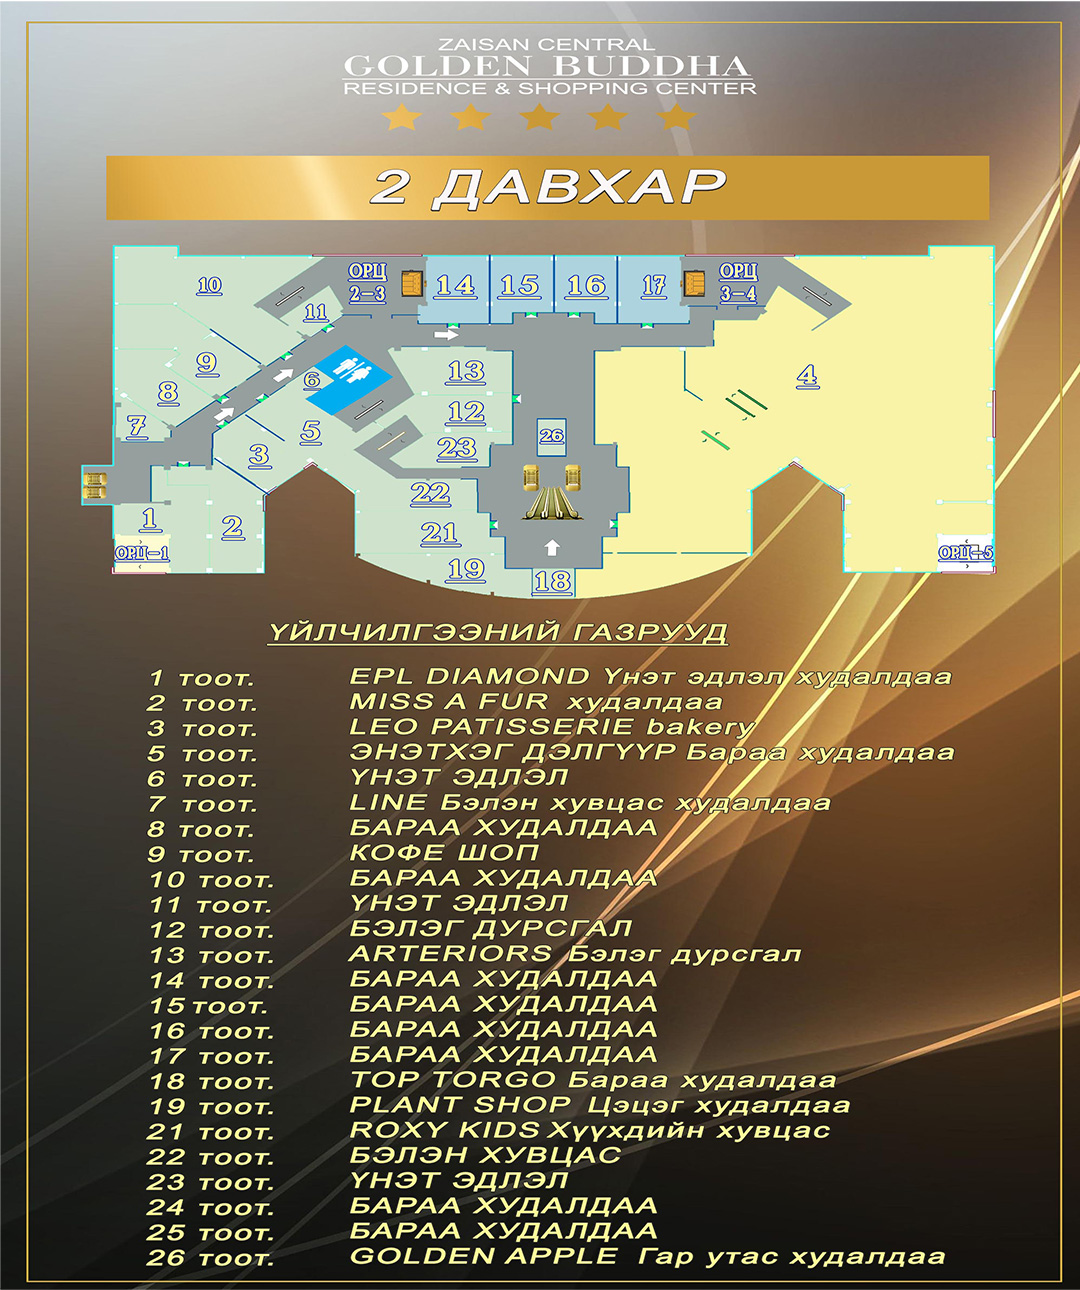 ZAISAN CENTRAL
GOLDEN BUDDHA
RESIDENCE & SHOPPING CENTER
2 ДАВХАР
10
ОРЦ
2-3
14
15
16
17
ОРЦ
3-4
11
9
6
13
4
8
12
7
5
26
3
23
22
1
2
21
ОРЦ-1
ОРЦ-5
19
18
ҮЙЛЧИЛГЭЭНИЙ ГАЗРУУД
1 тоот. EPL DIAMOND Үнэт эдлэл худалдаа
2 тоот. MISS A FUR худалдаа
3 тоот. LEO PATISSERIE bakery
5 тоот. ЭНЭТХЭГ ДЭЛГҮҮР Бараа худалдаа
6 тоот. ҮНЭТ ЭДЛЭЛ
7 тоот. LINE Бэлэн хувцас худалдаа
8 тоот. БАРАА ХУДАЛДАА
9 тоот. КОФЕ ШОП
10 тоот. БАРАА ХУДАЛДАА
11 тоот. ҮНЭТ ЭДЛЭЛ
12 тоот. БЭЛЭГ ДУРСГАЛ
13 тоот. ARTERIORS Бэлэг дурсгал
14 тоот. БАРАА ХУДАЛДАА
15 тоот. БАРАА ХУДАЛДАА
16 тоот. БАРАА ХУДАЛДАА
17 тоот. БАРАА ХУДАЛДАА
18 тоот. TOP TORGO Бараа худалдаа
19 тоот. PLANT SHOP Цэцэг худалдаа
21 тоот. ROXY KIDS Хүүхдийн хувцас
22 тоот. БЭЛЭН ХУВЦАС
23 тоот. ҮНЭТ ЭДЛЭЛ
24 тоот. БАРАА ХУДАЛДАА
25 тоот. БАРАА ХУДАЛДАА
26 тоот. GOLDEN APPLE Гар утас худалдаа